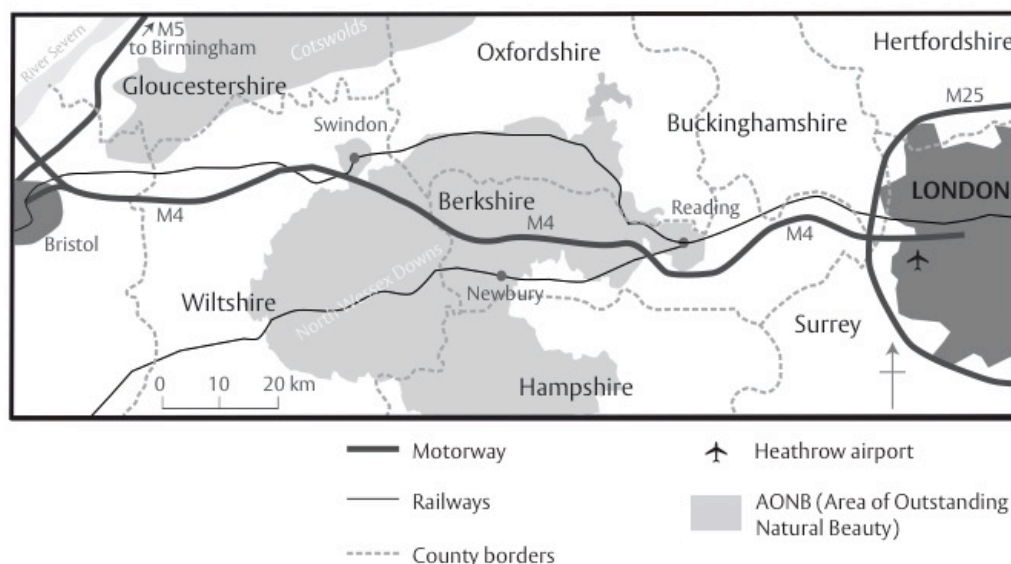 M5
to Birmingham
River Severn
Cotswolds
Oxfordshire
Hertfordshire
Gloucestershire
M25
Swindon
Buckinghamshire
LONDON
Berkshire
Reading
M4
M4
M4
Bristol
North Wessex Downs
Newbury
Wiltshire
Surrey
0 10 20 km
Hampshire
Motorway
Heathrow airport
Railways
AONB (Area of Outstanding
Natural Beauty)
County borders